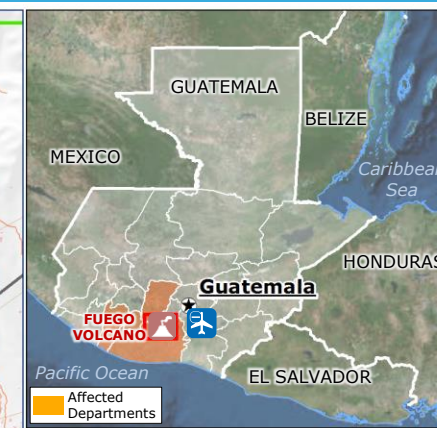 GUATEMALA
BELIZE
MEXICO
Caribbean
Sea
HONDURAS
Guatemala
FUEGO
VOLCANO
Pacific Ocean
EL SALVADOR
Affected
Departments